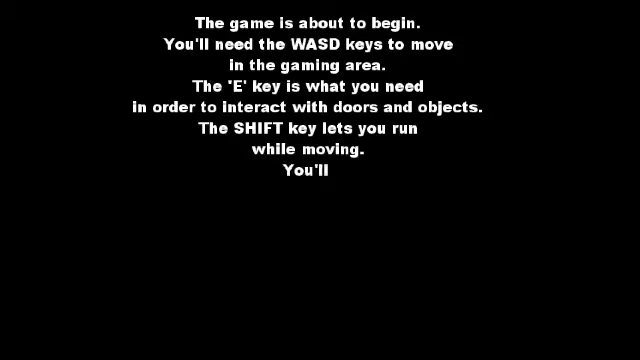 The game is about to begin.
You'll need the WASD keys to move
in the gaming area.
The 'E' key is what you need
in order to interact with doors and objects.
The SHIFT key lets you run
while moving.
You'll